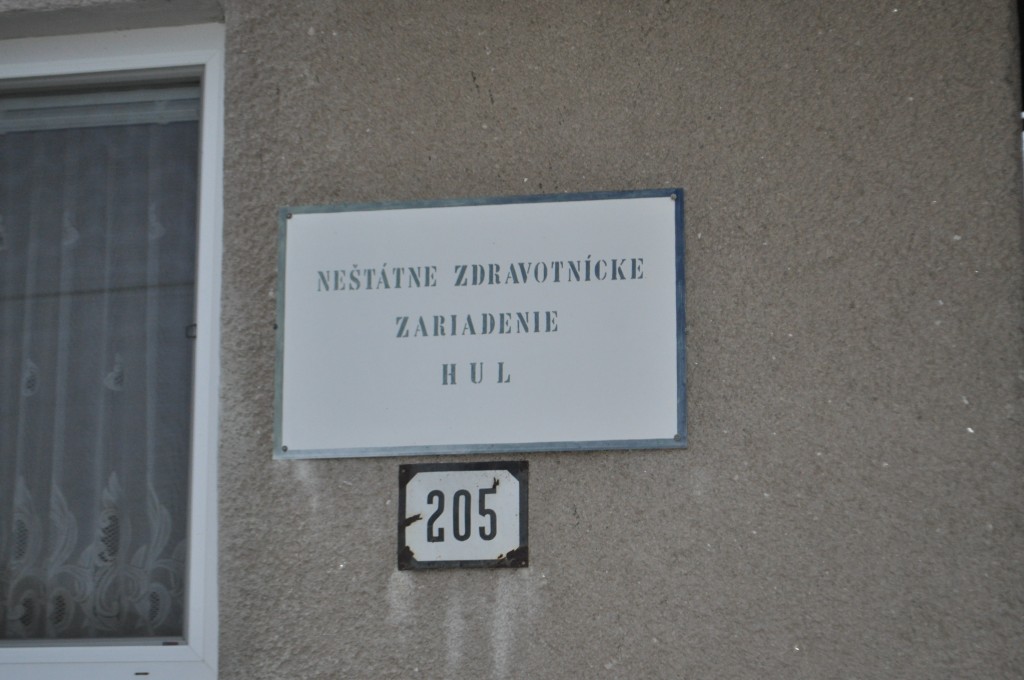 NEŠTÁTNE ZDRAVOTNÍCKE
ZARIADENIE
HUL
205